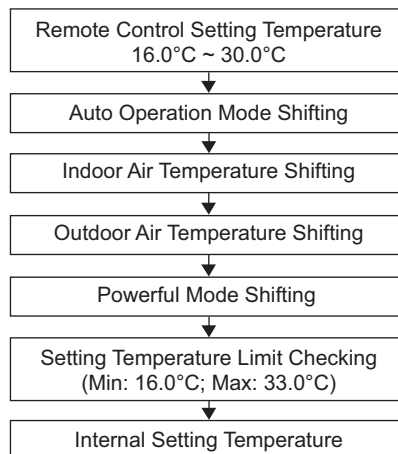 Remote Control Setting Temperature
16.0°C ~ 30.0°C
Auto Operation Mode Shifting
Indoor Air Temperature Shifting
Outdoor Air Temperature Shifting
Powerful Mode Shifting
Setting Temperature Limit Checking
(Min: 16.0°C; Max: 33.0°C)
Internal Setting Temperature